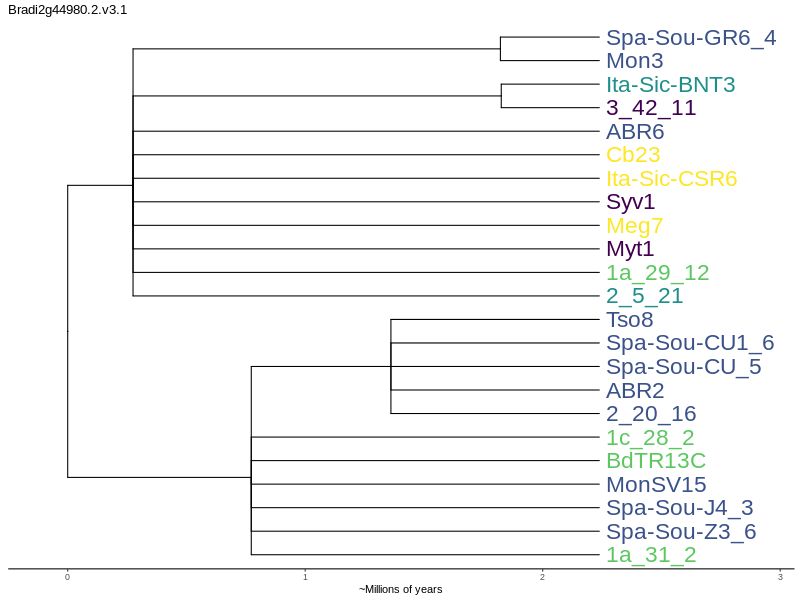 Bradi2g44980.2.v3.1
Spa-Sou-GR6_4
Mon3
Ita-Sic-BNT3
3_42_11
ABR6
Cb23
Ita-Sic-CSR6
Syv1
Meg7
Myt1
1a_29_12
2_5_21
Tso8
Spa-Sou-CU1_6
Spa-Sou-CU_5
ABR2
2_20_16
1c_28_2
BdTR13C
MonSV15
Spa-Sou-J4_3
Spa-Sou-Z3_6
1a_31_2
0 1 2 3
~Millions of years